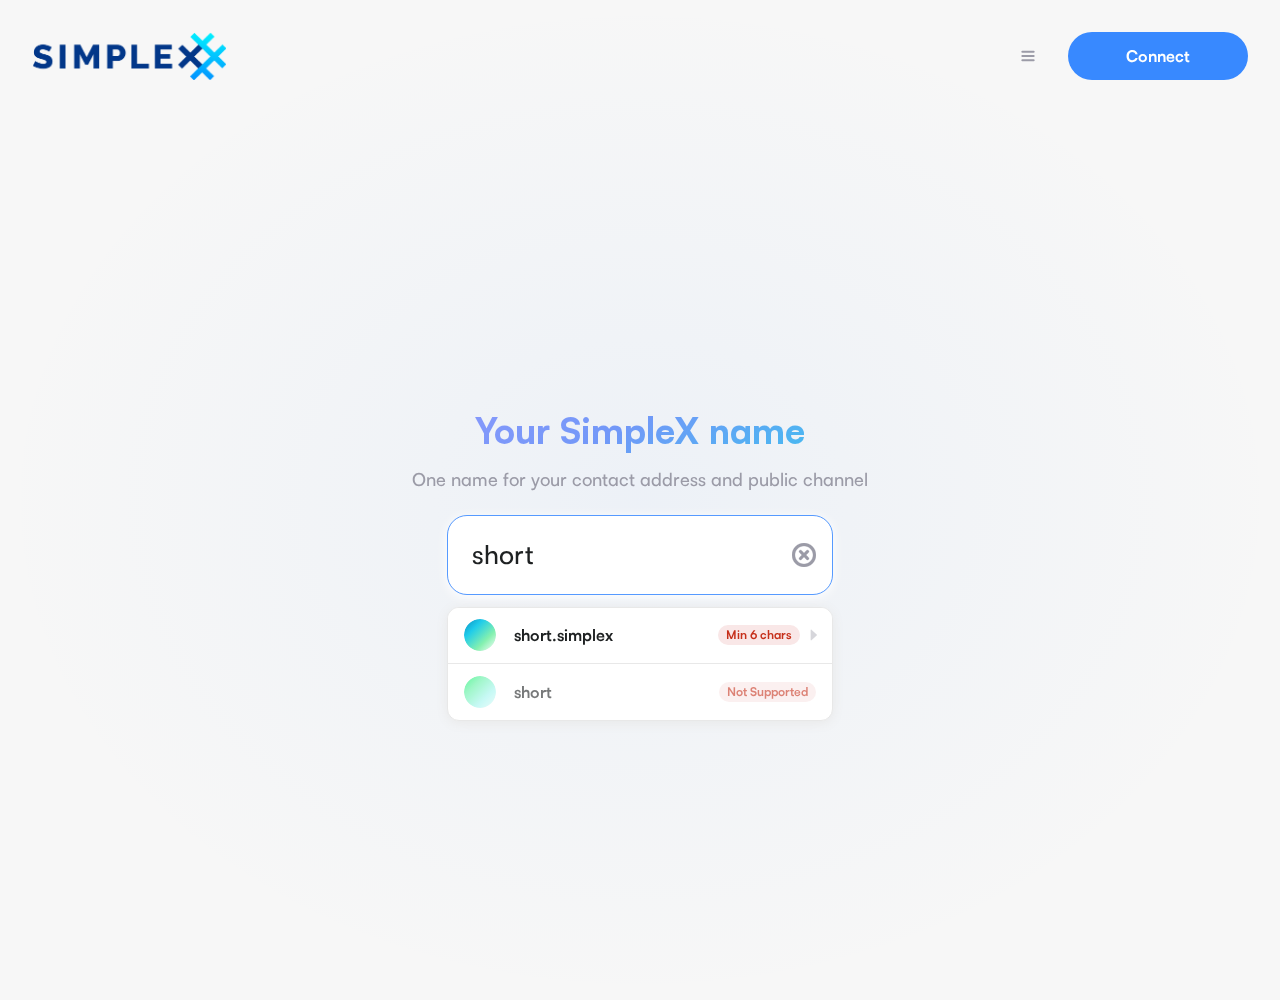 SIMPLEX
Connect
Your SimpleX name
One name for your contact address and public channel
short
short.simplex
Min 6 chars
short
Not Supported